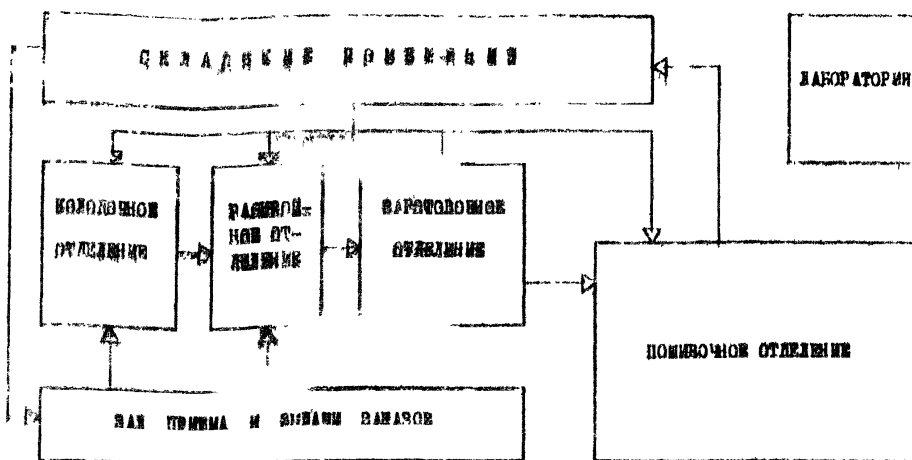 СКЛАДСКИЕ ПОМЕЩЕНИЯ
ЛАБОРАТОРИЯ
КОЛОДОЧНОЕ
ОТДЕЛЕНИЕ
РАСКРОЙ-
НОЕ ОТ-
ДЕЛЕНИЕ
ЗАГОТОВОЧНОЕ
ОТДЕЛЕНИЕ
ПОШИВОЧНОЕ ОТДЕЛЕНИЕ
ЗАЛ ПРИЕМА И ВЫДАЧИ ЗАКАЗОВ